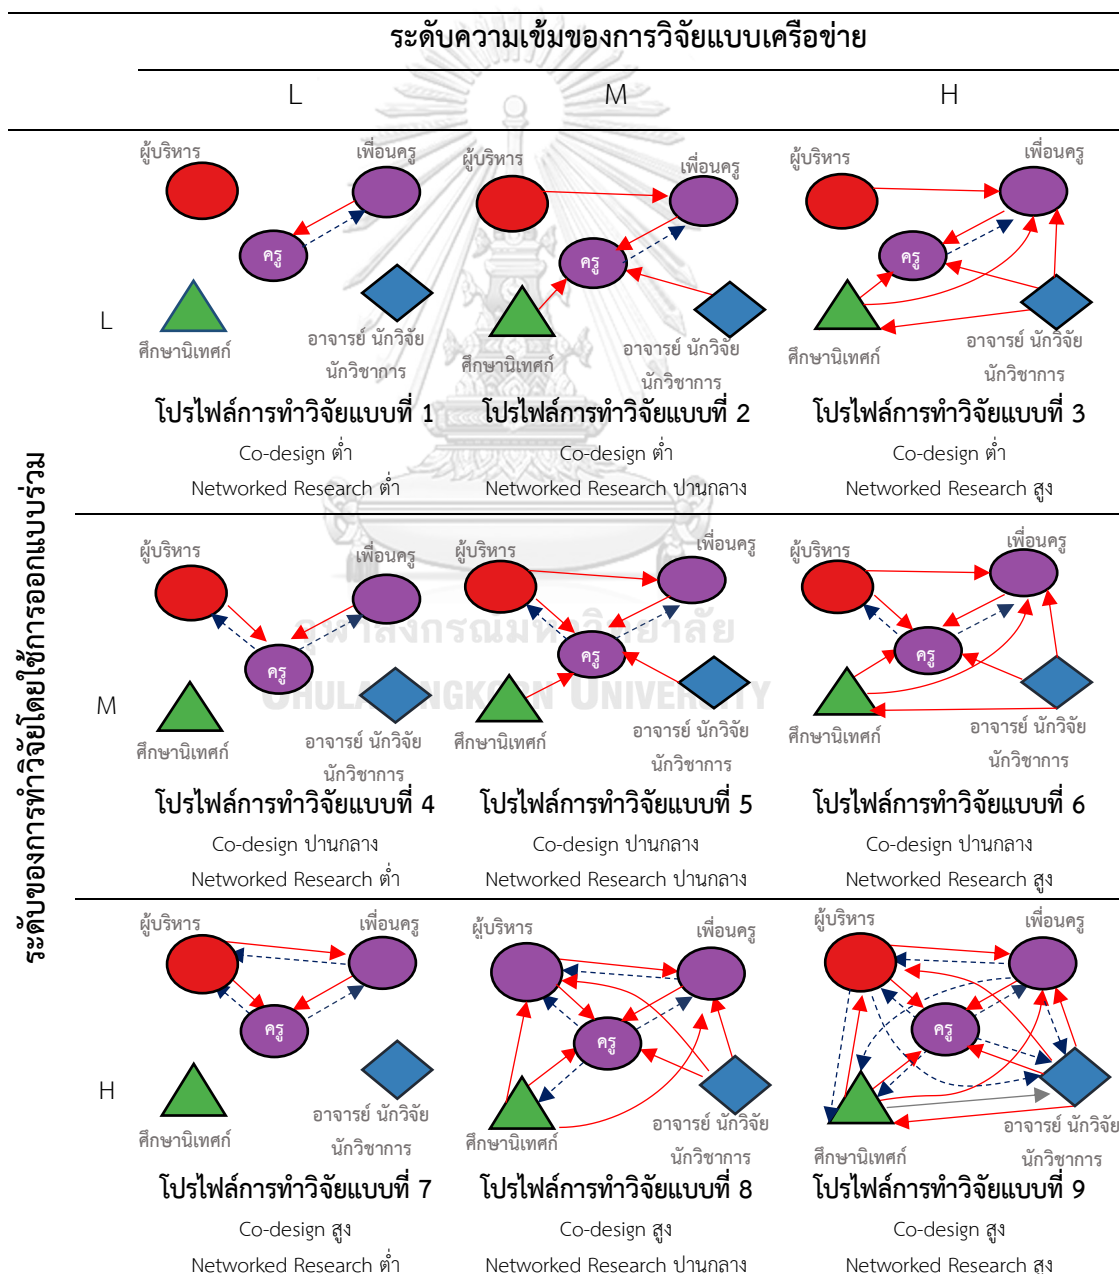 ระดับความเข้มของการวิจัยแบบเครือข่าย
L M H
ระดับของการทำวิจัยโดยใช้การออกแบบร่วม
L
ผู้บริหาร เพื่อนครู ผู้บริหาร เพื่อนครู ผู้บริหาร เพื่อนครู
ครู ครู ครู
ศึกษานิเทศก์ อาจารย์ นักวิจัย ศึกษานิเทศก์ อาจารย์ นักวิจัย ศึกษานิเทศก์ อาจารย์ นักวิจัย
นักวิชาการ นักวิชาการ นักวิชาการ
โปรไฟล์การทำวิจัยแบบที่ 1 โปรไฟล์การทำวิจัยแบบที่ 2 โปรไฟล์การทำวิจัยแบบที่ 3
Co-design ต่ำ Co-design ต่ำ Co-design ต่ำ
Networked Research ต่ำ Networked Research ปานกลาง Networked Research สูง
M
ผู้บริหาร เพื่อนครู ผู้บริหาร เพื่อนครู ผู้บริหาร เพื่อนครู
ครู ครู ครู
จุฬาลงกรณ์มหาวิทยาลัย
CHULALONGKORN UNIVERSITY
ศึกษานิเทศก์ อาจารย์ นักวิจัย ศึกษานิเทศก์ อาจารย์ นักวิจัย ศึกษานิเทศก์ อาจารย์ นักวิจัย
นักวิชาการ นักวิชาการ นักวิชาการ
โปรไฟล์การทำวิจัยแบบที่ 4 โปรไฟล์การทำวิจัยแบบที่ 5 โปรไฟล์การทำวิจัยแบบที่ 6
Co-design ปานกลาง Co-design ปานกลาง Co-design ปานกลาง
Networked Research ต่ำ Networked Research ปานกลาง Networked Research สูง
H
ผู้บริหาร เพื่อนครู ผู้บริหาร เพื่อนครู ผู้บริหาร เพื่อนครู
ครู ครู ครู
ศึกษานิเทศก์ อาจารย์ นักวิจัย ศึกษานิเทศก์ อาจารย์ นักวิจัย ศึกษานิเทศก์ อาจารย์ นักวิจัย
นักวิชาการ นักวิชาการ นักวิชาการ
โปรไฟล์การทำวิจัยแบบที่ 7 โปรไฟล์การทำวิจัยแบบที่ 8 โปรไฟล์การทำวิจัยแบบที่ 9
Co-design สูง Co-design สูง Co-design สูง
Networked Research ต่ำ Networked Research ปานกลาง Networked Research สูง